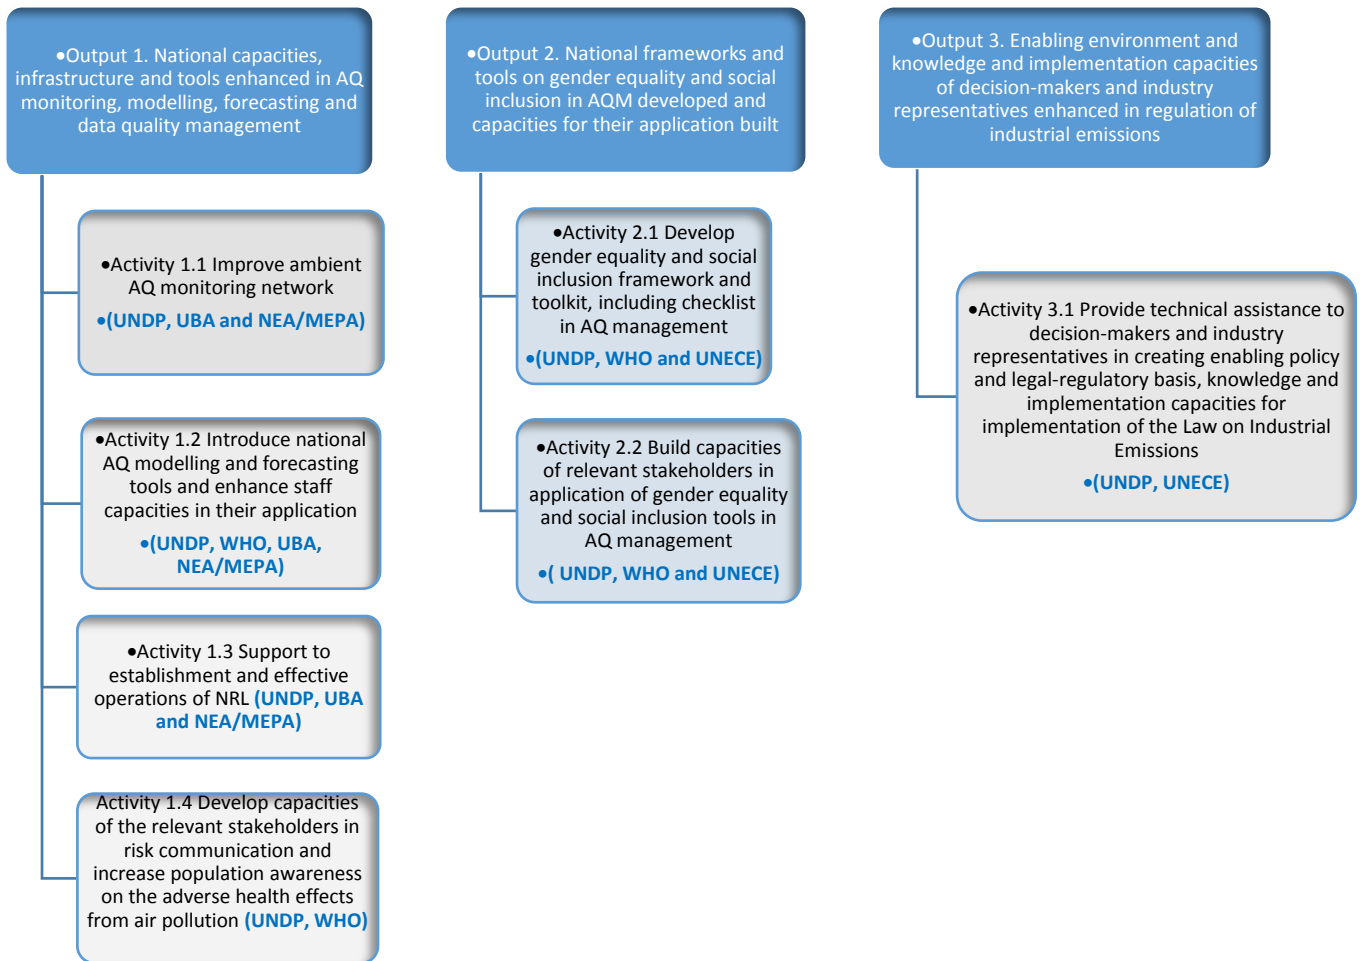 •Output 1. National capacities,
infrastructure and tools enhanced in AQ
monitoring, modelling, forecasting and
data quality management
•Activity 1.1 Improve ambient
AQ monitoring network
•(UNDP, UBA and NEA/MEPA)
•Activity 1.2 Introduce national
AQ modelling and forecasting
tools and enhance staff
capacities in their application
•(UNDP, WHO, UBA,
NEA/MEPA)
•Activity 1.3 Support to
establishment and effective
operations of NRL (UNDP, UBA
and NEA/MEPA)
Activity 1.4 Develop capacities
of the relevant stakeholders in
risk communication and
increase population awareness
on the adverse health effects
from air pollution (UNDP, WHO)
•Output 2. National frameworks and
tools on gender equality and social
inclusion in AQM developed and
capacities for their application built
•Activity 2.1 Develop
gender equality and social
inclusion framework and
toolkit, including checklist
in AQ management
•(UNDP, WHO and UNECE)
•Activity 2.2 Build capacities
of relevant stakeholders in
application of gender equality
and social inclusion tools in
AQ management
•( UNDP, WHO and UNECE)
•Output 3. Enabling environment and
knowledge and implementation capacities
of decision-makers and industry
representatives enhanced in regulation of
industrial emissions
•Activity 3.1 Provide technical assistance to
decision-makers and industry
representatives in creating enabling policy
and legal-regulatory basis, knowledge and
implementation capacities for
implementation of the Law on Industrial
Emissions
•(UNDP, UNECE)